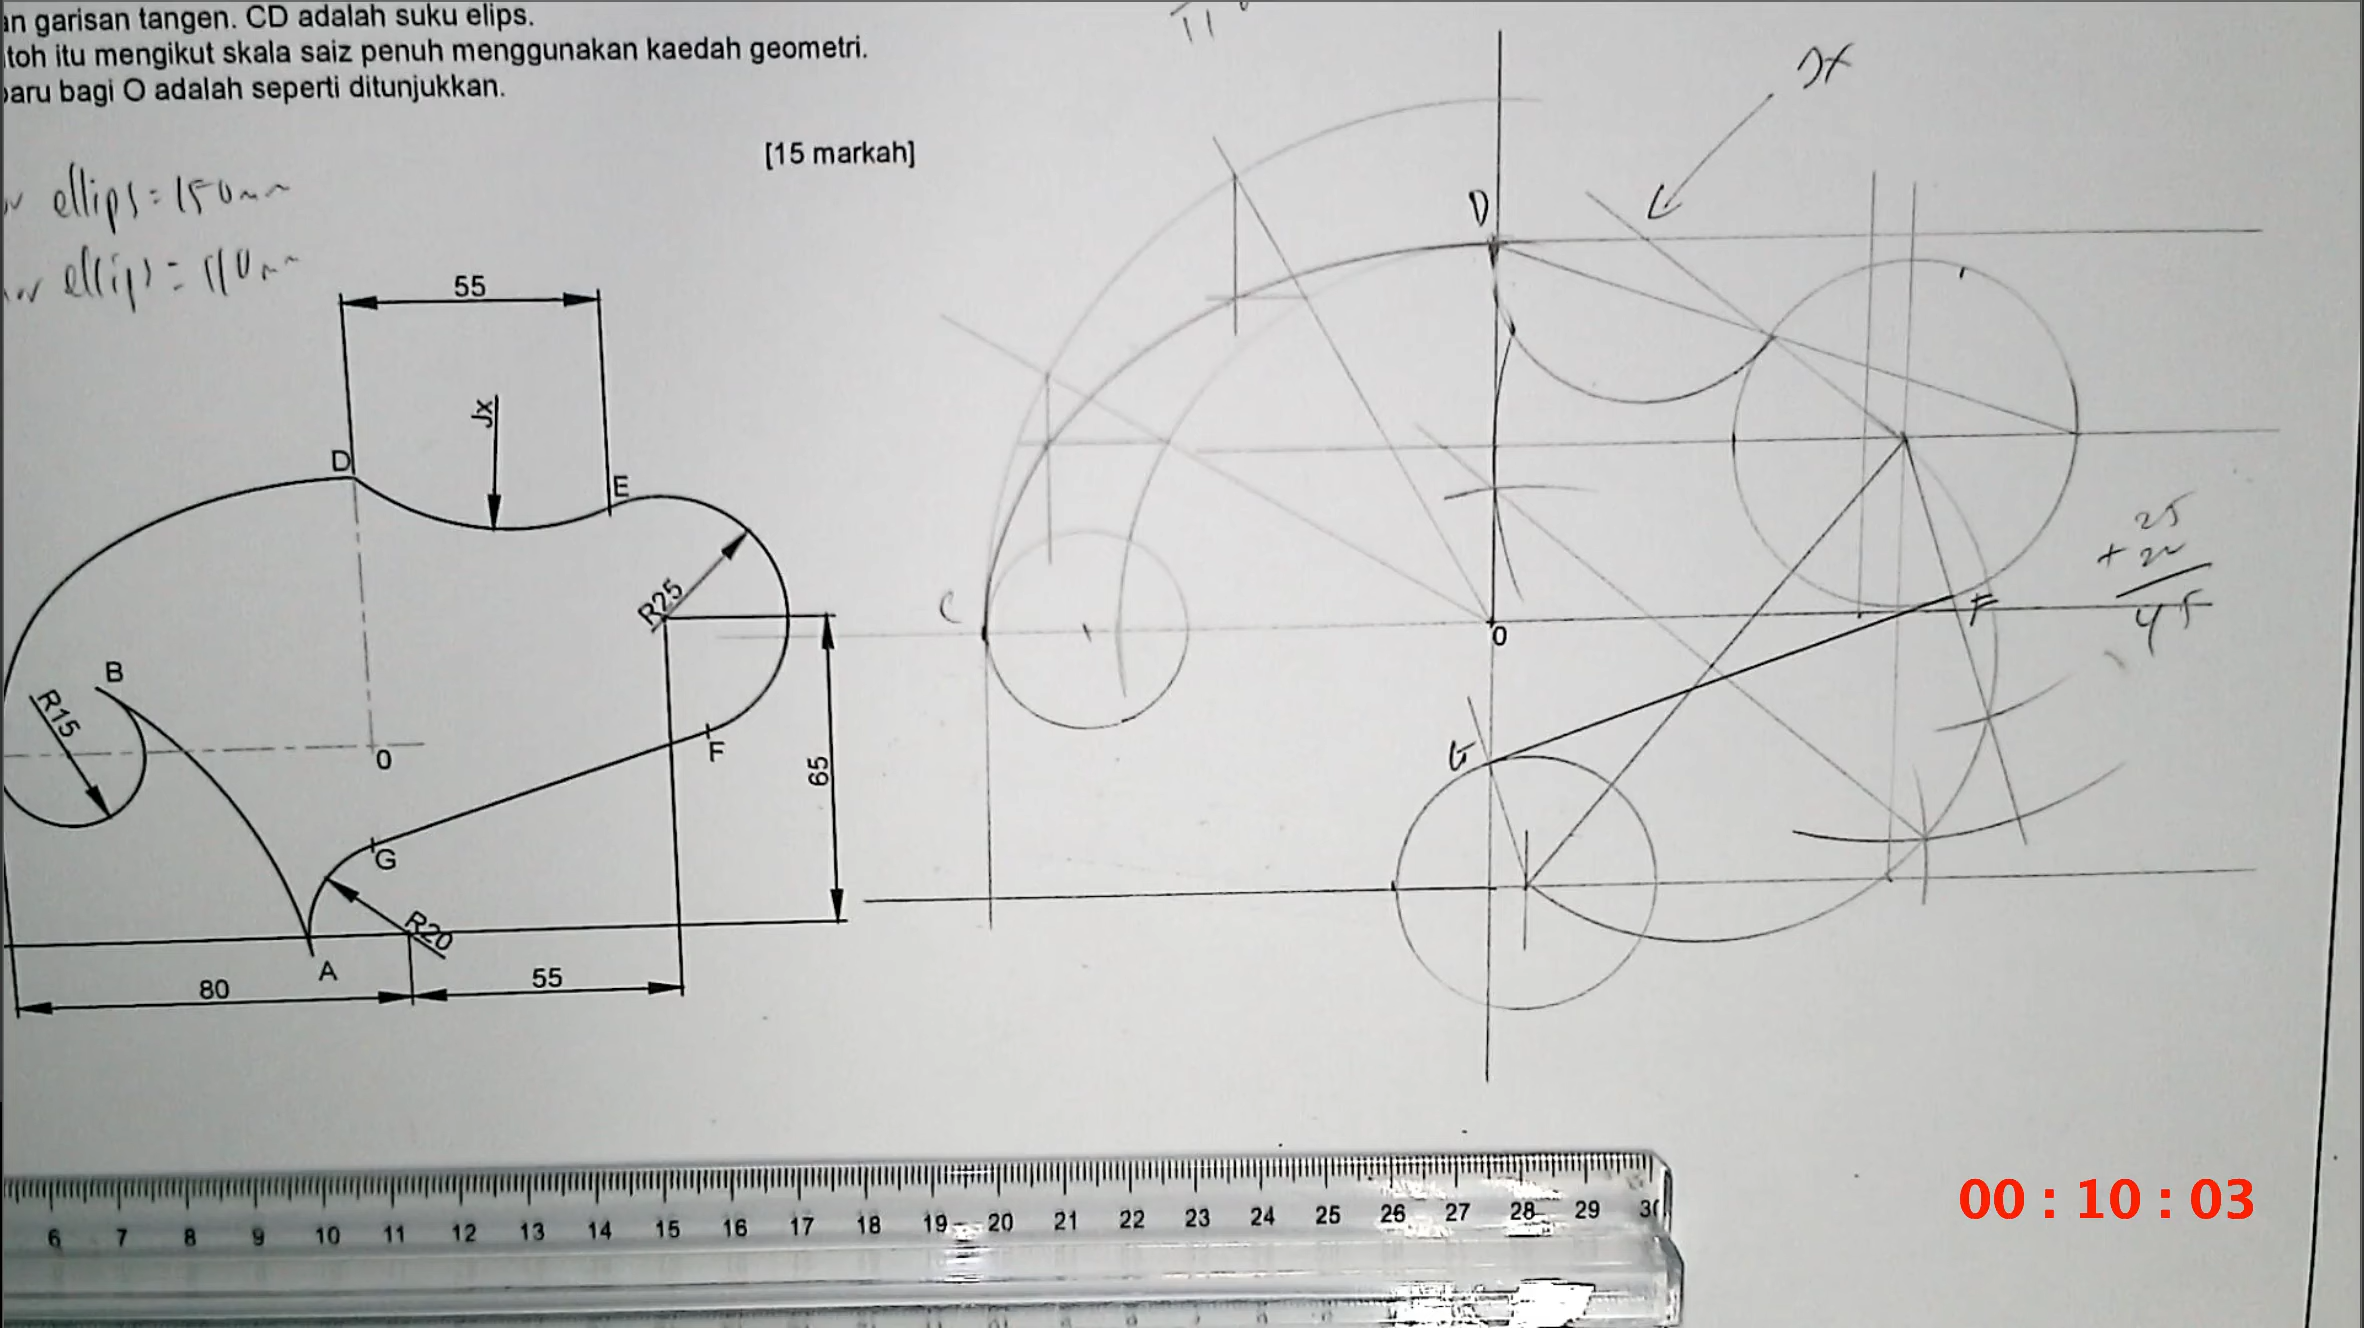 an garisan tangen. CD adalah suku elips.
toh itu mengikut skala saiz penuh menggunakan kaedah geometri.
baru bagi O adalah seperti ditunjukkan.
[15 markah]
ellips = 150mm
ellips = 110mm
55
Jx
D
E
R25
B
R15
O
F
65
G
R20
A
80
55
Jx
D
C
O
F
G
25
+ 20
45
6 7 8 9 10 11 12 13 14 15 16 17 18 19 20 21 22 23 24 25 26 27 28 29 30
00 : 10 : 03